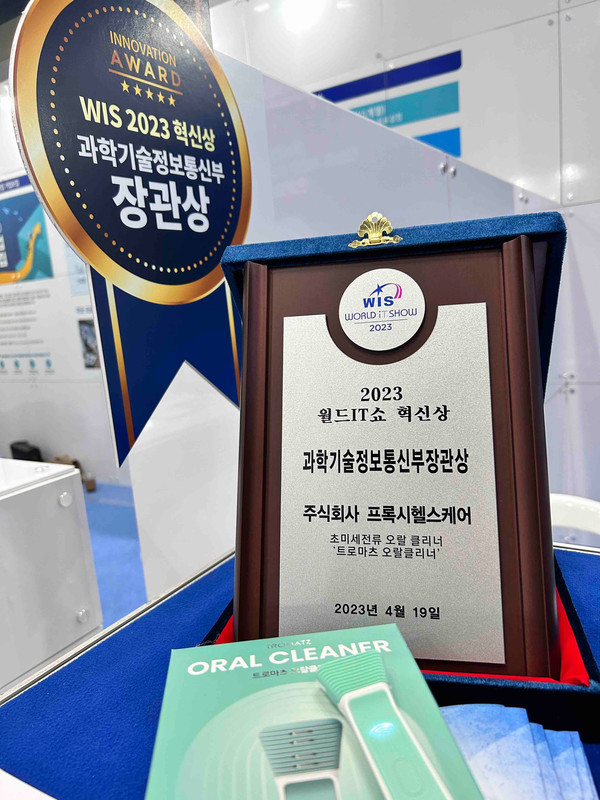 INNOVATION
AWARD
WIS 2023 혁신상
과학기술정보통신부
장관상
WIS
WORLD IT SHOW
2023
2023
월드IT쇼 혁신상
과학기술정보통신부장관상
주식회사 프록시헬스케어
초미세전류 오랄 클리너
‘트로마츠 오랄클리너’
2023년 4월 19일
ORAL CLEANER
트로마츠